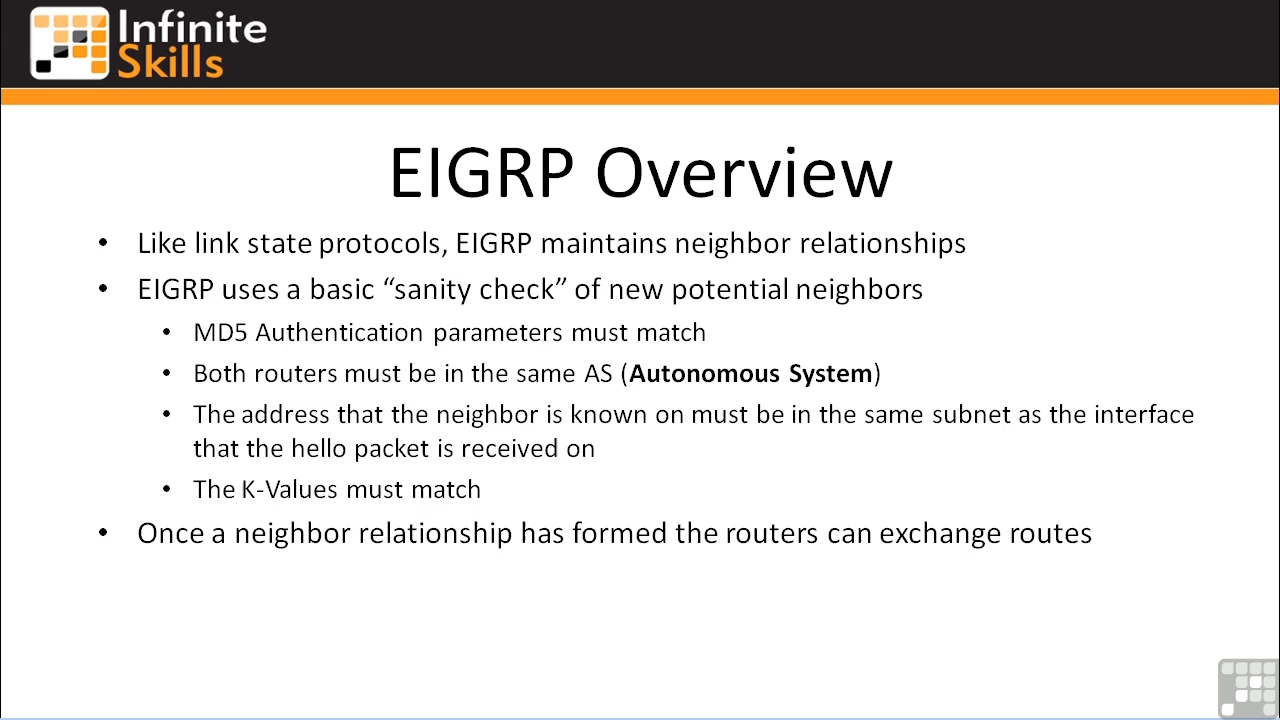 Infinite
Skills
EIGRP Overview
• Like link state protocols, EIGRP maintains neighbor relationships
• EIGRP uses a basic “sanity check” of new potential neighbors
• MD5 Authentication parameters must match
• Both routers must be in the same AS (Autonomous System)
• The address that the neighbor is known on must be in the same subnet as the interface
that the hello packet is received on
• The K-Values must match
• Once a neighbor relationship has formed the routers can exchange routes